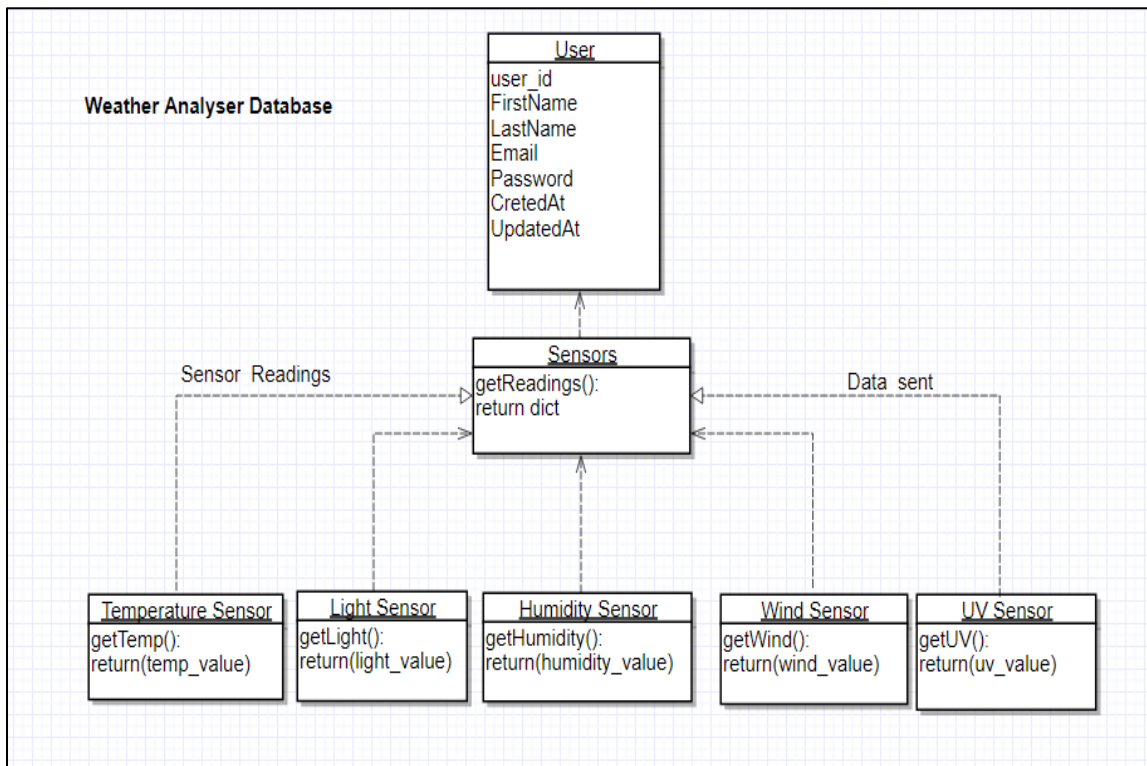 User
user_id
FirstName
LastName
Email
Password
CretedAt
UpdatedAt
Weather Analyser Database
Sensors
getReadings():
return dict
Sensor Readings
Data sent
Temperature Sensor
getTemp():
return(temp_value)
Light Sensor
getLight():
return(light_value)
Humidity Sensor
getHumidity():
return(humidity_value)
Wind Sensor
getWind():
return(wind_value)
UV Sensor
getUV():
return(uv_value)